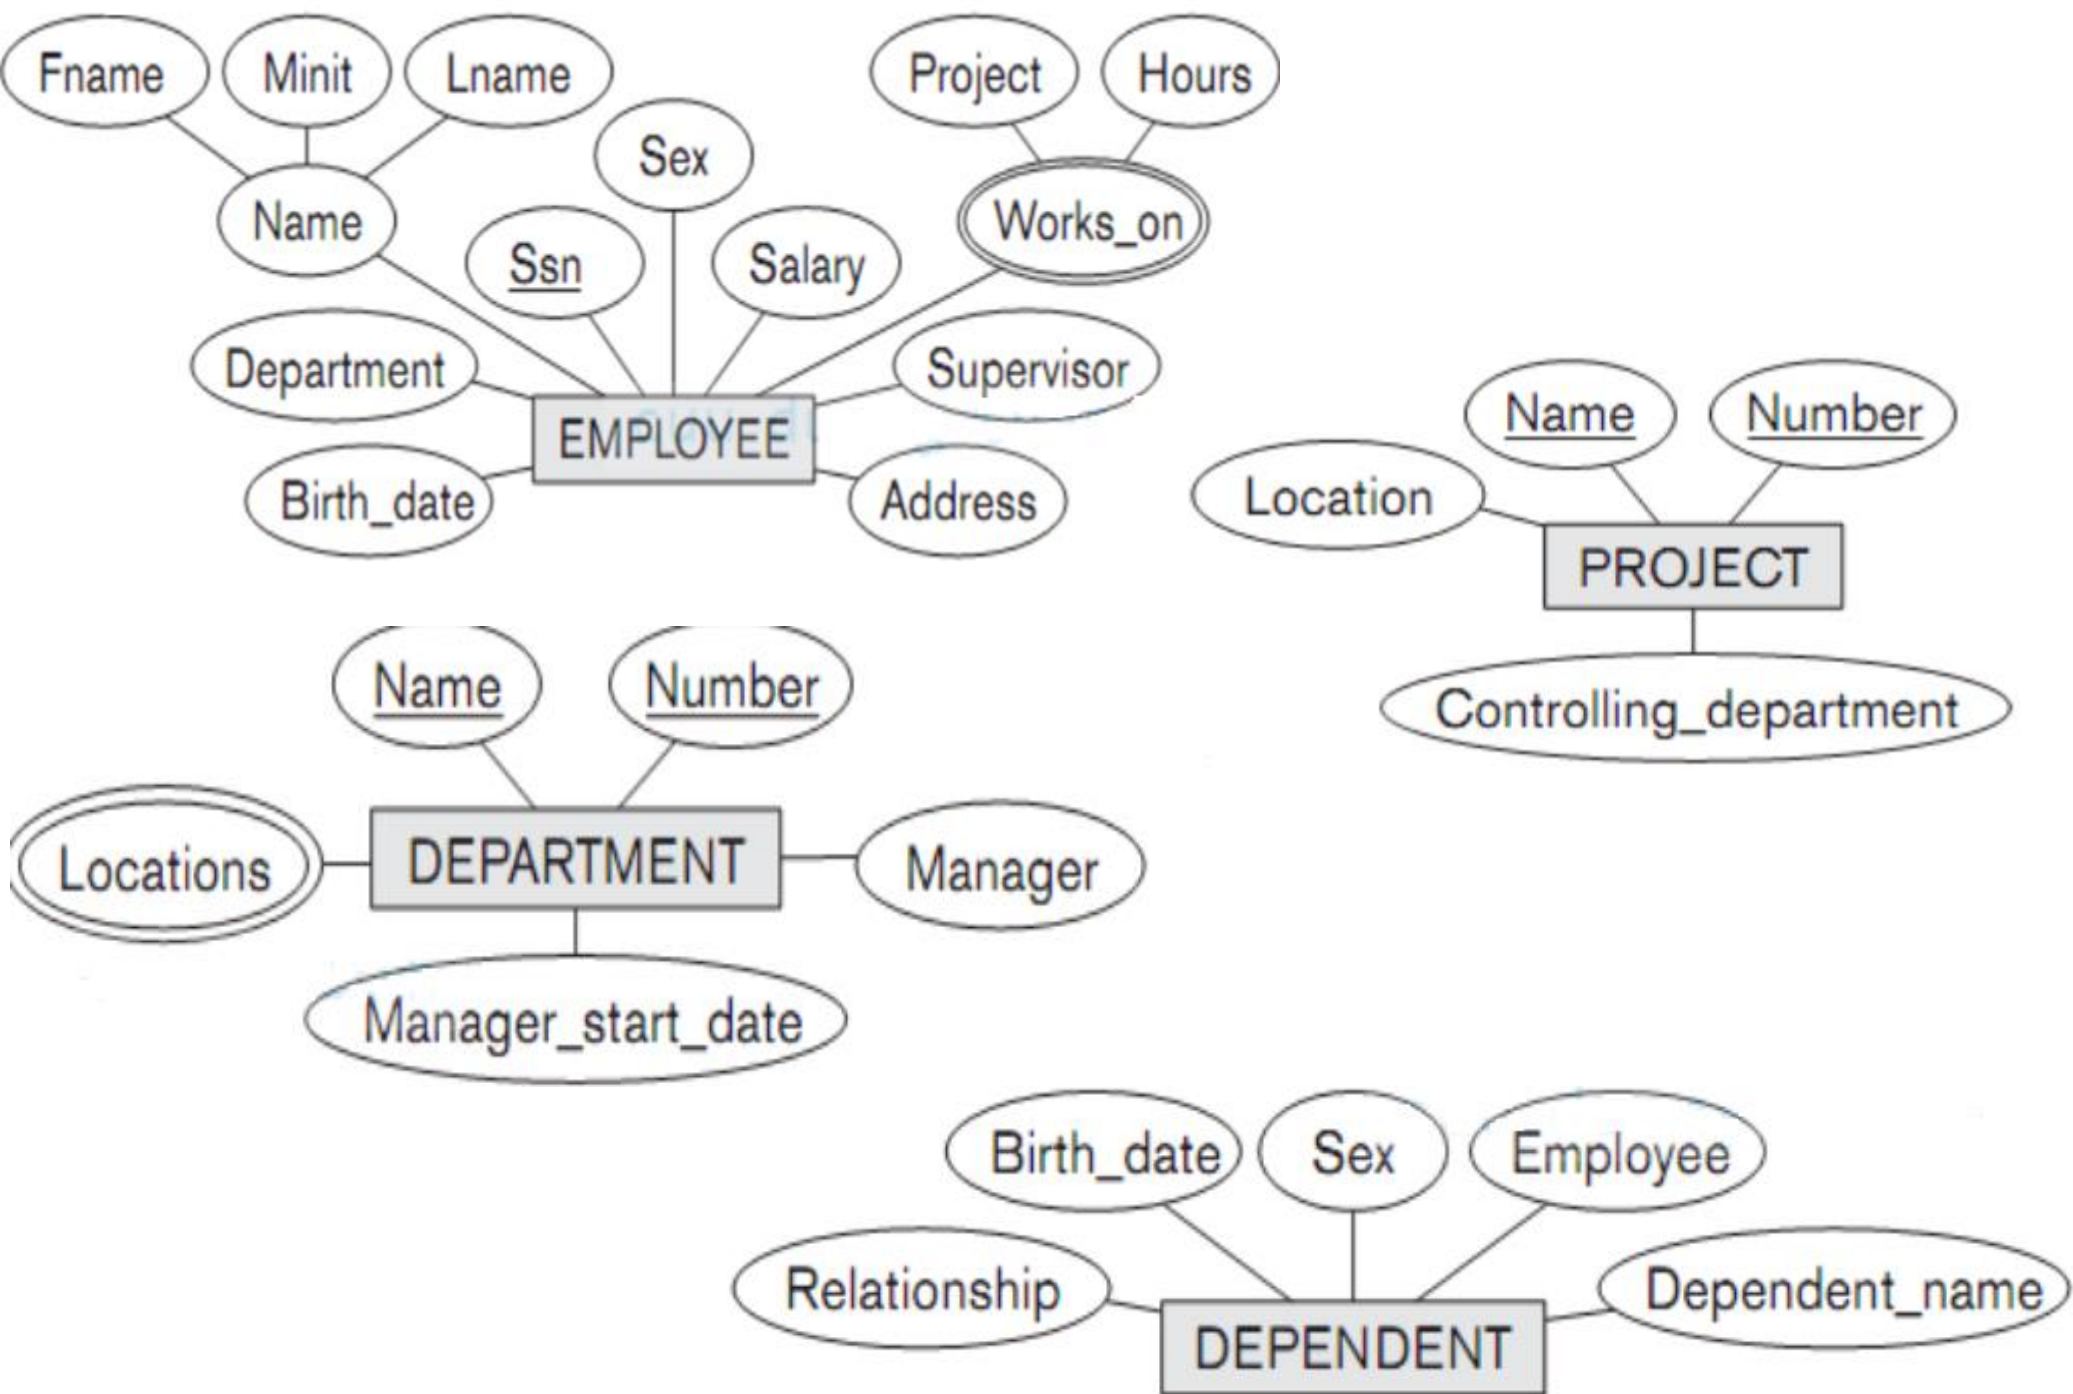 Fname
Minit
Lname
Project
Hours
Sex
Name
Ssn
Salary
Works_on
Department
Supervisor
EMPLOYEE
Birth_date
Address
Name
Number
Location
PROJECT
Controlling_department
Name
Number
Locations
DEPARTMENT
Manager
Manager_start_date
Birth_date
Sex
Employee
Relationship
Dependent_name
DEPENDENT